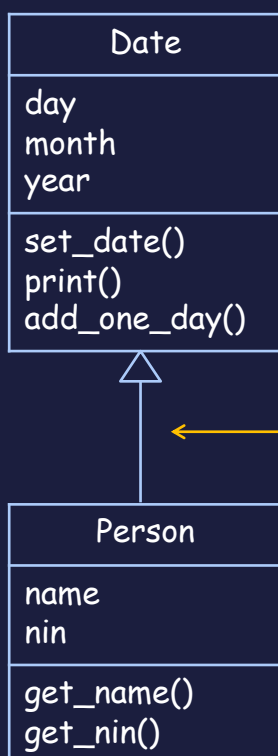 Date
day
month
year
set_date()
print()
add_one_day()
Person
name
nin
get_name()
get_nin()